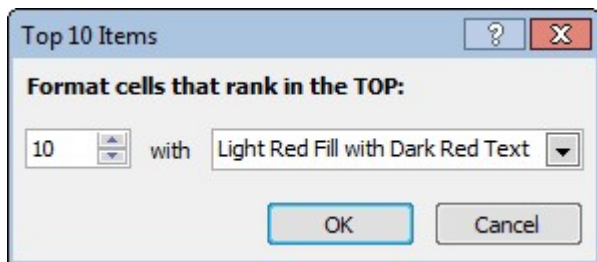 Top 10 Items
Format cells that rank in the TOP:
10 with Light Red Fill with Dark Red Text
OK Cancel